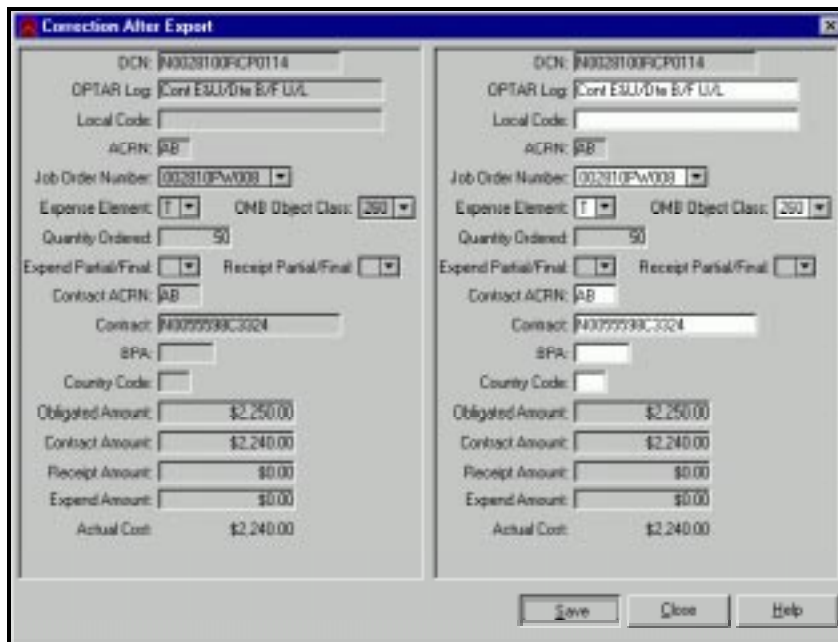 Correction After Export
DCN: N0028100RCP0114
OPTAR Log: Cont E&U/Dte B/F U/L
Local Code:
ACRN: AB
Job Order Number: 002810PW008
Expense Element: T OMB Object Class: 260
Quantity Ordered: 50
Expend Partial/Final: Receipt Partial/Final:
Contract ACRN: AB
Contract: N0055598C3324
BPA:
Country Code:
Obligated Amount: $2,250.00
Contract Amount: $2,240.00
Receipt Amount: $0.00
Expend Amount: $0.00
Actual Cost: $2,240.00
DCN: N0028100RCP0114
OPTAR Log: Cont E&U/Dte B/F U/L
Local Code:
ACRN: AB
Job Order Number: 002810PW008
Expense Element: T OMB Object Class: 260
Quantity Ordered: 50
Expend Partial/Final: Receipt Partial/Final:
Contract ACRN: AB
Contract: N0055598C3324
BPA:
Country Code:
Obligated Amount: $2,250.00
Contract Amount: $2,240.00
Receipt Amount: $0.00
Expend Amount: $0.00
Actual Cost: $2,240.00
Save Close Help